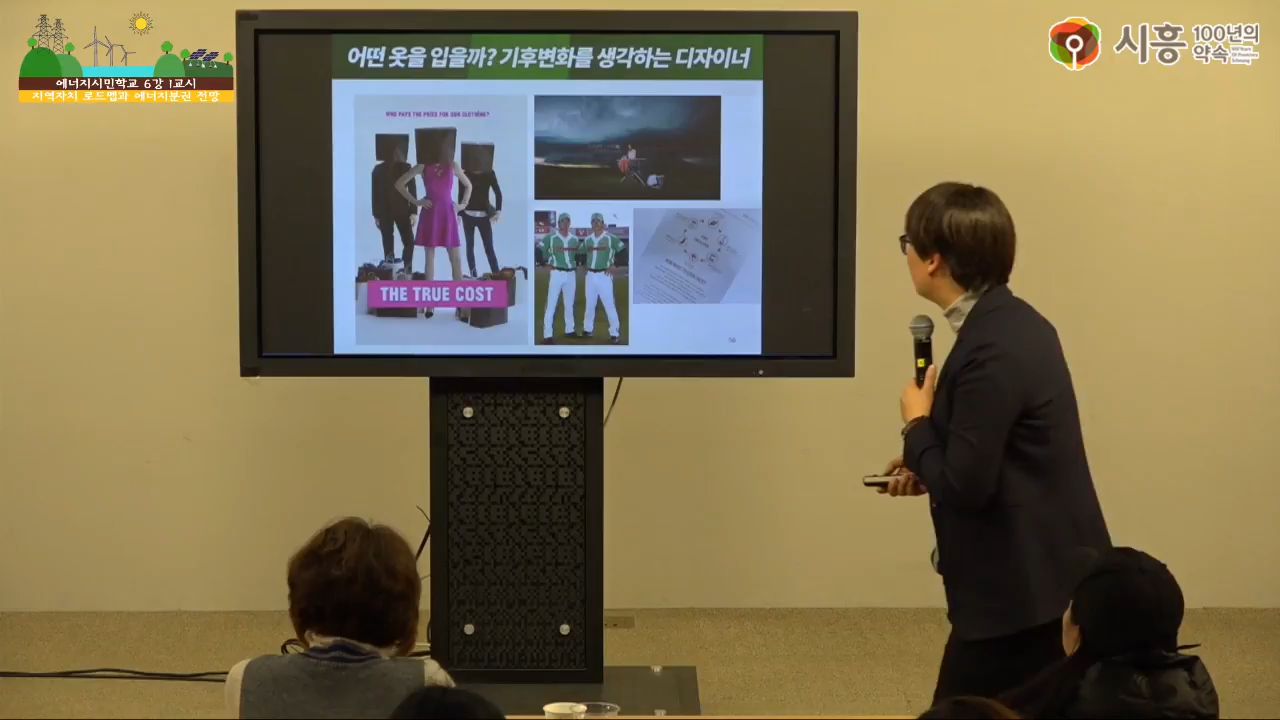 에너지시민학교 6강 1교시
지역자치 로드맵과 에너지분권 전망
시흥 100년의 약속
어떤 옷을 입을까? 기후변화를 생각하는 디자이너
WHO PAYS THE PRICE FOR OUR CLOTHING?
THE TRUE COST
56